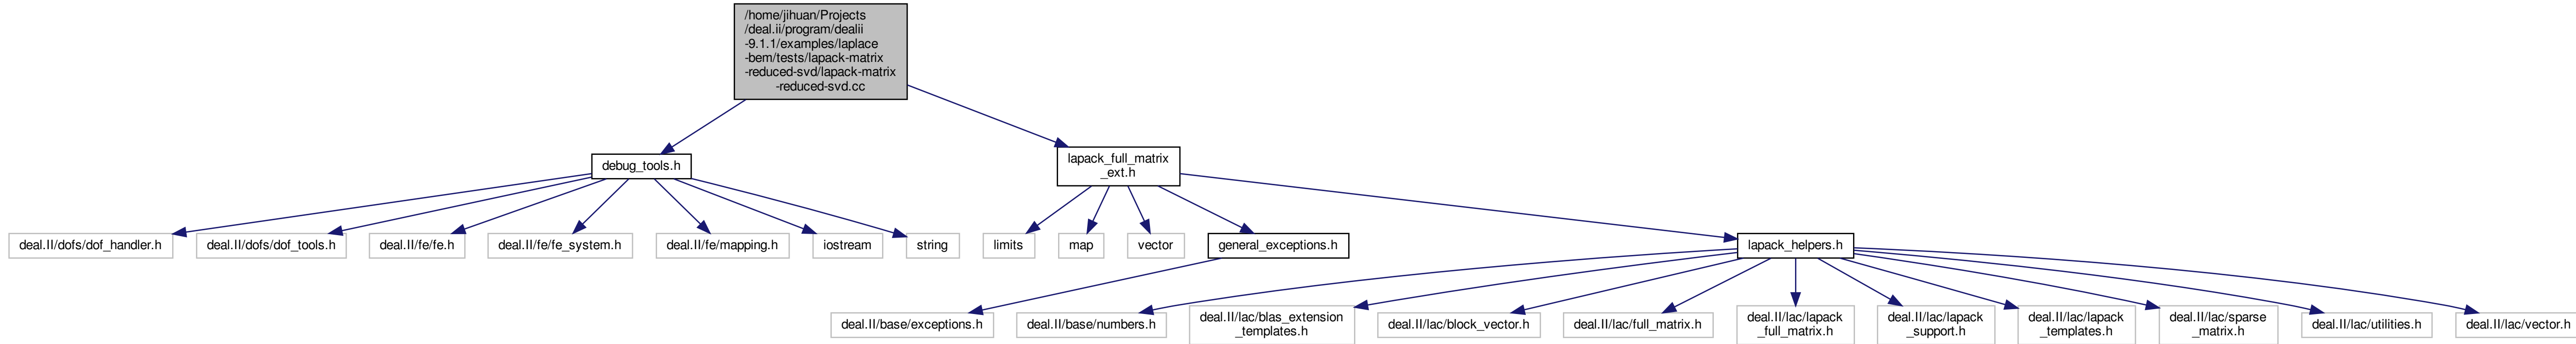 /home/jihuan/Projects
/deal.ii/program/dealii
-9.1.1/examples/laplace
-bem/tests/lapack-matrix
-reduced-svd/lapack-matrix
-reduced-svd.cc
debug_tools.h
lapack_full_matrix
_ext.h
deal.II/dofs/dof_handler.h
deal.II/dofs/dof_tools.h
deal.II/fe/fe.h
deal.II/fe/fe_system.h
deal.II/fe/mapping.h
iostream
string
limits
map
vector
general_exceptions.h
lapack_helpers.h
deal.II/base/exceptions.h
deal.II/base/numbers.h
deal.II/lac/blas_extension
_templates.h
deal.II/lac/block_vector.h
deal.II/lac/full_matrix.h
deal.II/lac/lapack
_full_matrix.h
deal.II/lac/lapack
_support.h
deal.II/lac/lapack
_templates.h
deal.II/lac/sparse
_matrix.h
deal.II/lac/utilities.h
deal.II/lac/vector.h